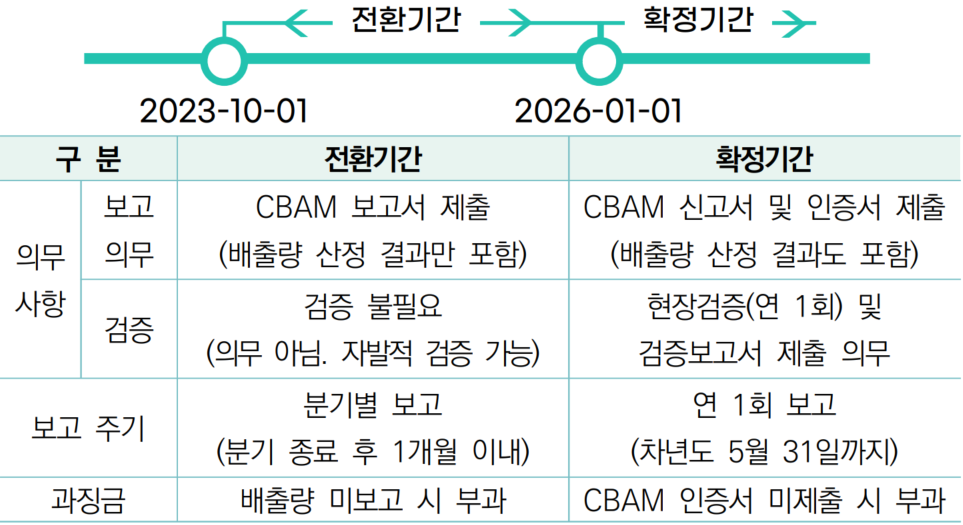 전환기간
확정기간
2023-10-01
2026-01-01
구 분
전환기간
확정기간
의무
사항
보고
의무
CBAM 보고서 제출
(배출량 산정 결과만 포함)
CBAM 신고서 및 인증서 제출
(배출량 산정 결과도 포함)
검증
검증 불필요
(의무 아님. 자발적 검증 가능)
현장검증(연 1회) 및
검증보고서 제출 의무
보고 주기
분기별 보고
(분기 종료 후 1개월 이내)
연 1회 보고
(차년도 5월 31일까지)
과징금
배출량 미보고 시 부과
CBAM 인증서 미제출 시 부과